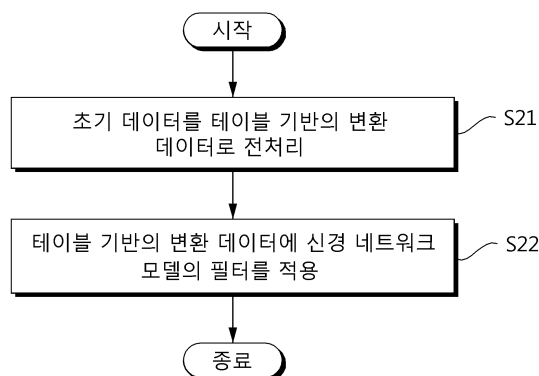 시작
초기 데이터를 테이블 기반의 변환
데이터로 전처리
S21
테이블 기반의 변환 데이터에 신경 네트워크
모델의 필터를 적용
S22
종료